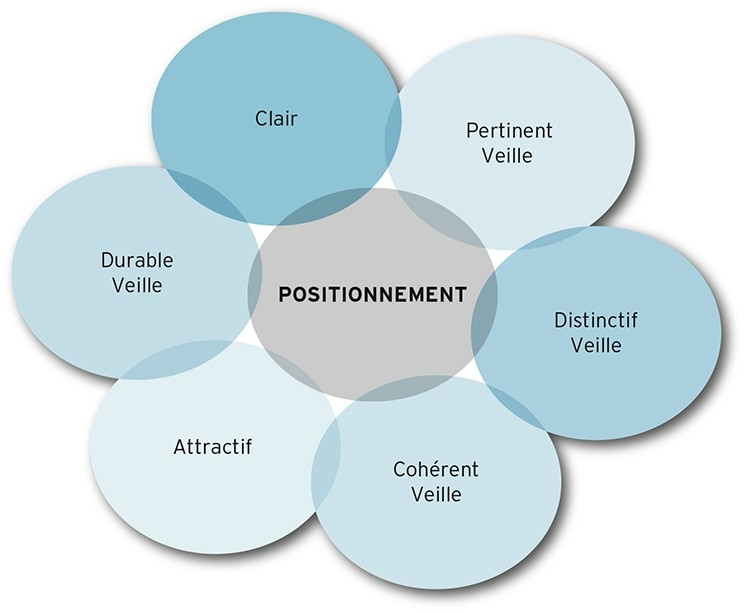 Clair
Pertinent
Veille
Durable
Veille
POSITIONNEMENT
Distinctif
Veille
Attractif
Cohérent
Veille